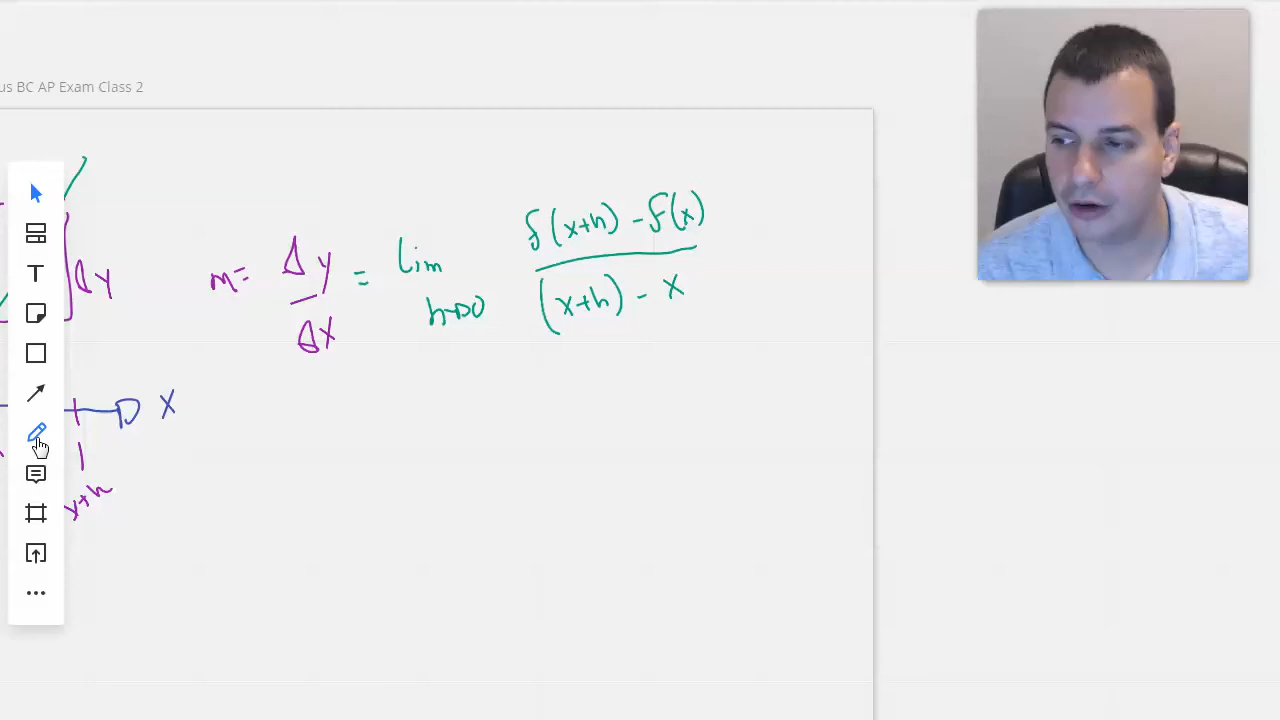 us BC AP Exam Class 2
Δy
m = Δy / Δx = lim h→0 f(x+h) - f(x) / (x+h) - x
X
x+h
T